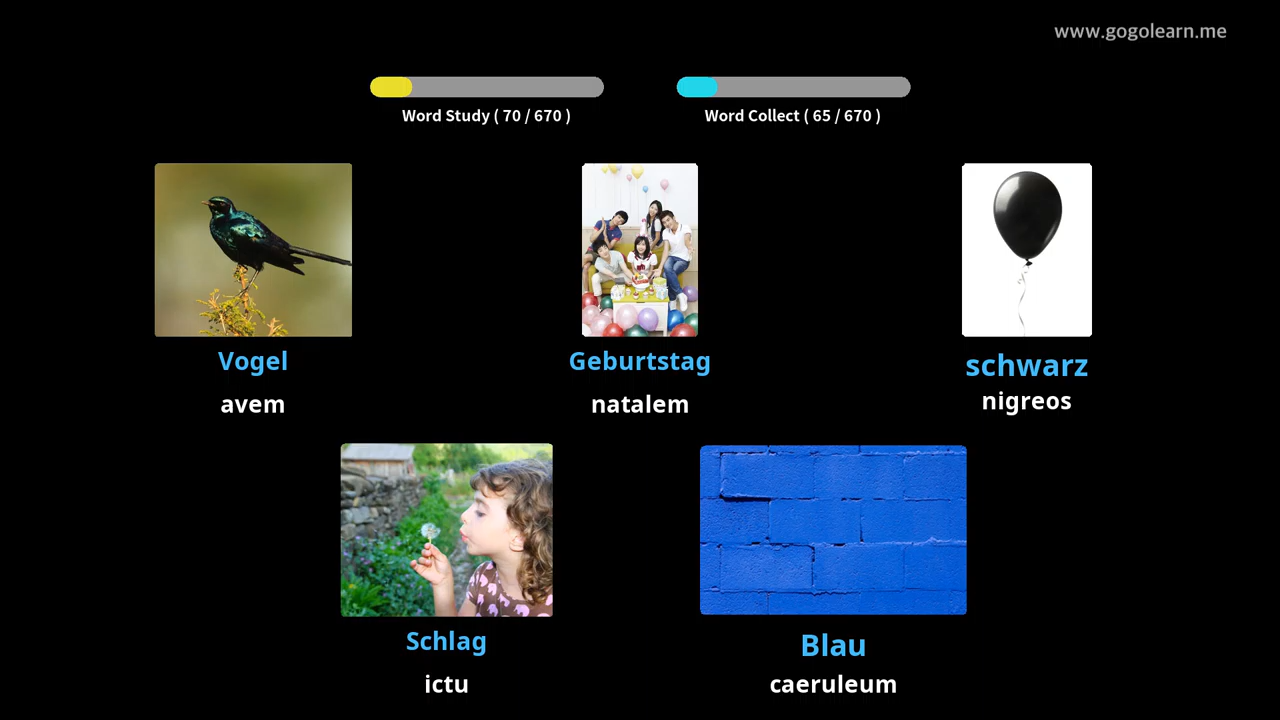 www.gogolearn.me
Word Study ( 70 / 670 )
Word Collect ( 65 / 670 )
Vogel
avem
Geburtstag
natalem
schwarz
nigreos
Schlag
ictu
Blau
caeruleum